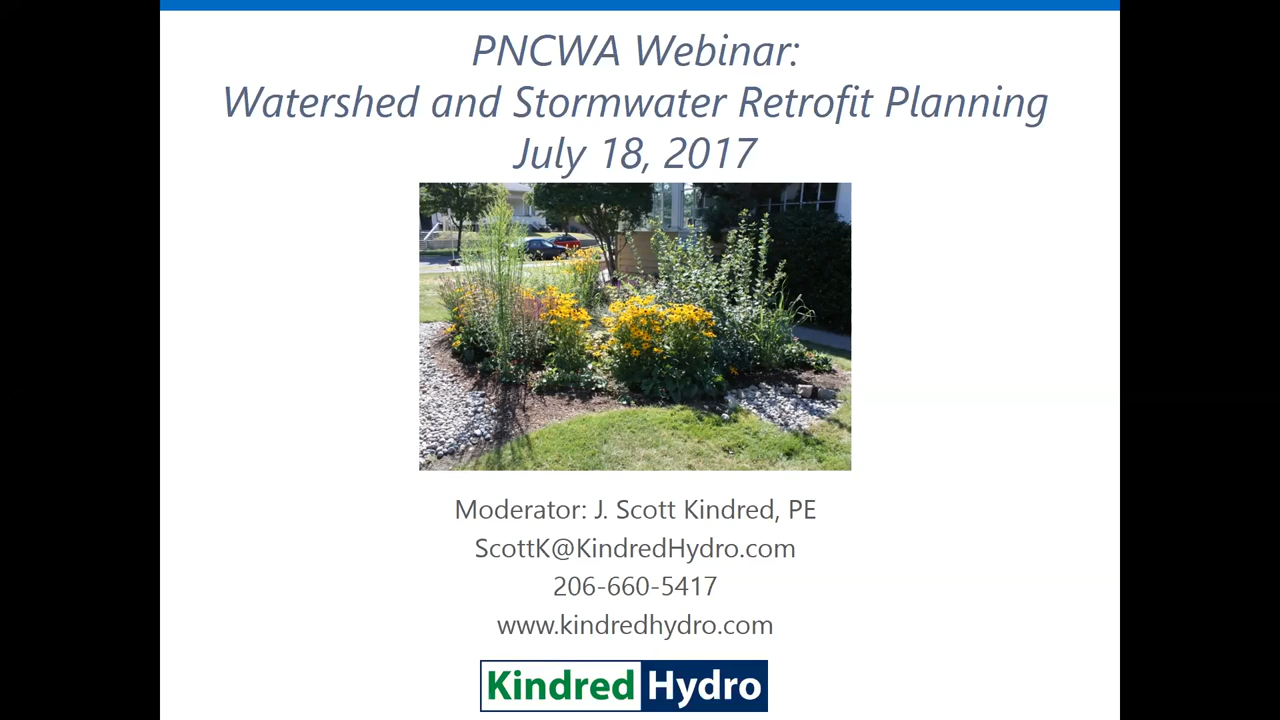 PNCWA Webinar:
Watershed and Stormwater Retrofit Planning
July 18, 2017
Moderator: J. Scott Kindred, PE
ScottK@KindredHydro.com
206-660-5417
www.kindredhydro.com
Kindred Hydro